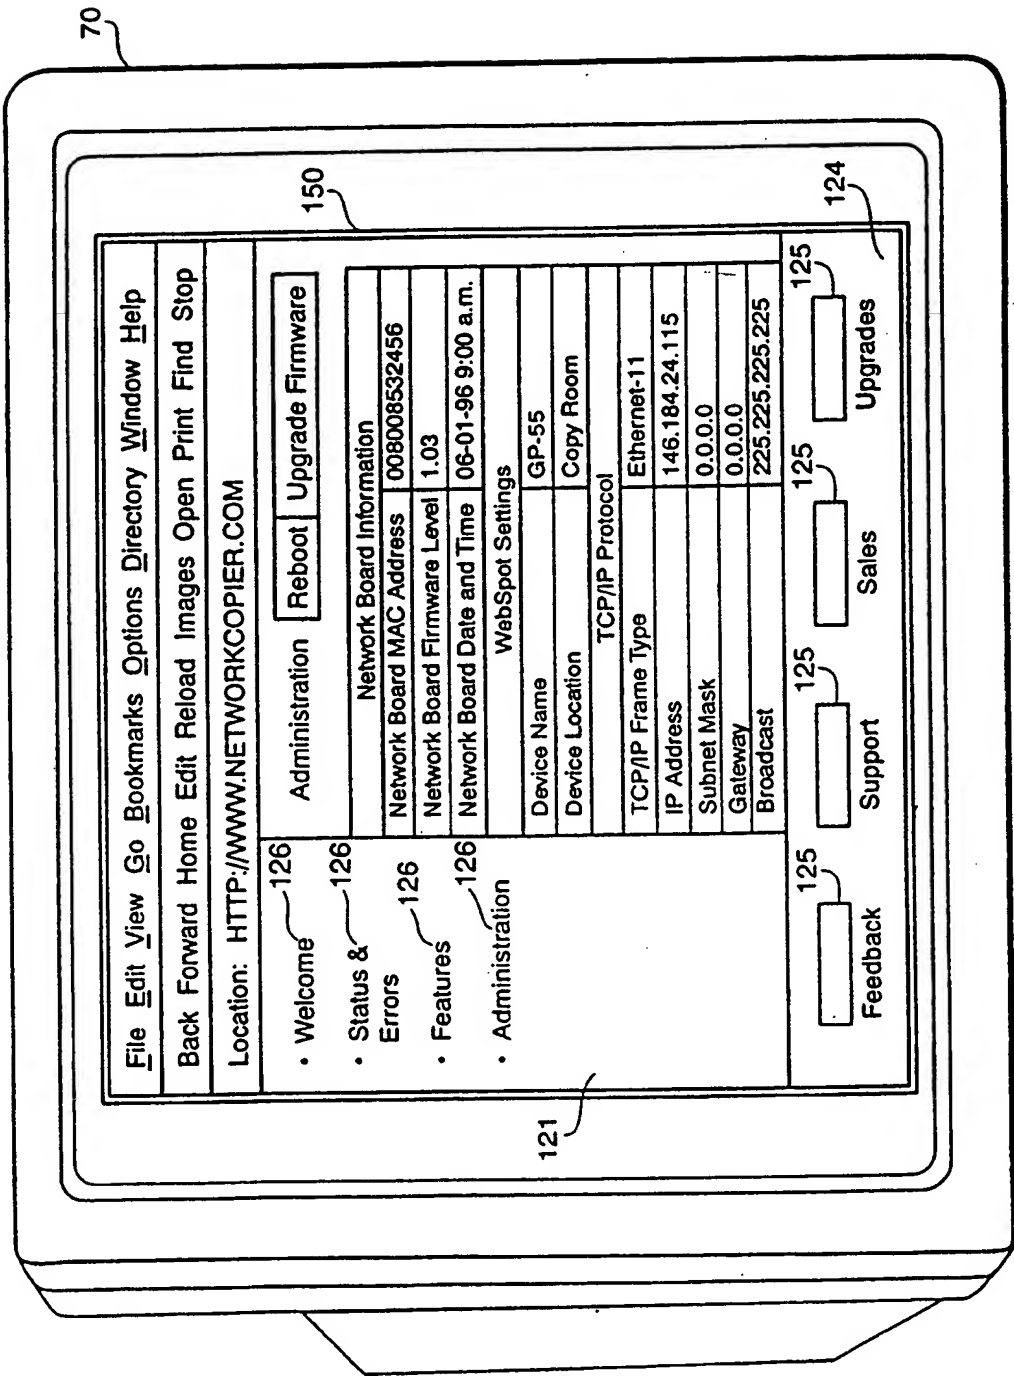 70
File Edit View Go Bookmarks Options Directory Window Help
Back Forward Home Edit Reload Images Open Print Find Stop
Location: HTTP://WWW.NETWORKCOPIER.COM
150
126
• Welcome
126
• Status &
Errors
126
• Features
126
• Administration
121
Administration Reboot Upgrade Firmware
Network Board Information
Network Board MAC Address 008008532456
Network Board Firmware Level 1.03
Network Board Date and Time 06-01-96 9:00 a.m.
WebSpot Settings
Device Name GP-55
Device Location Copy Room
TCP/IP Protocol
TCP/IP Frame Type Ethernet-11
IP Address 146.184.24.115
Subnet Mask 0.0.0.0
Gateway 0.0.0.0
Broadcast 225.225.225.225
125 125 125 125
Feedback Support Sales Upgrades
124